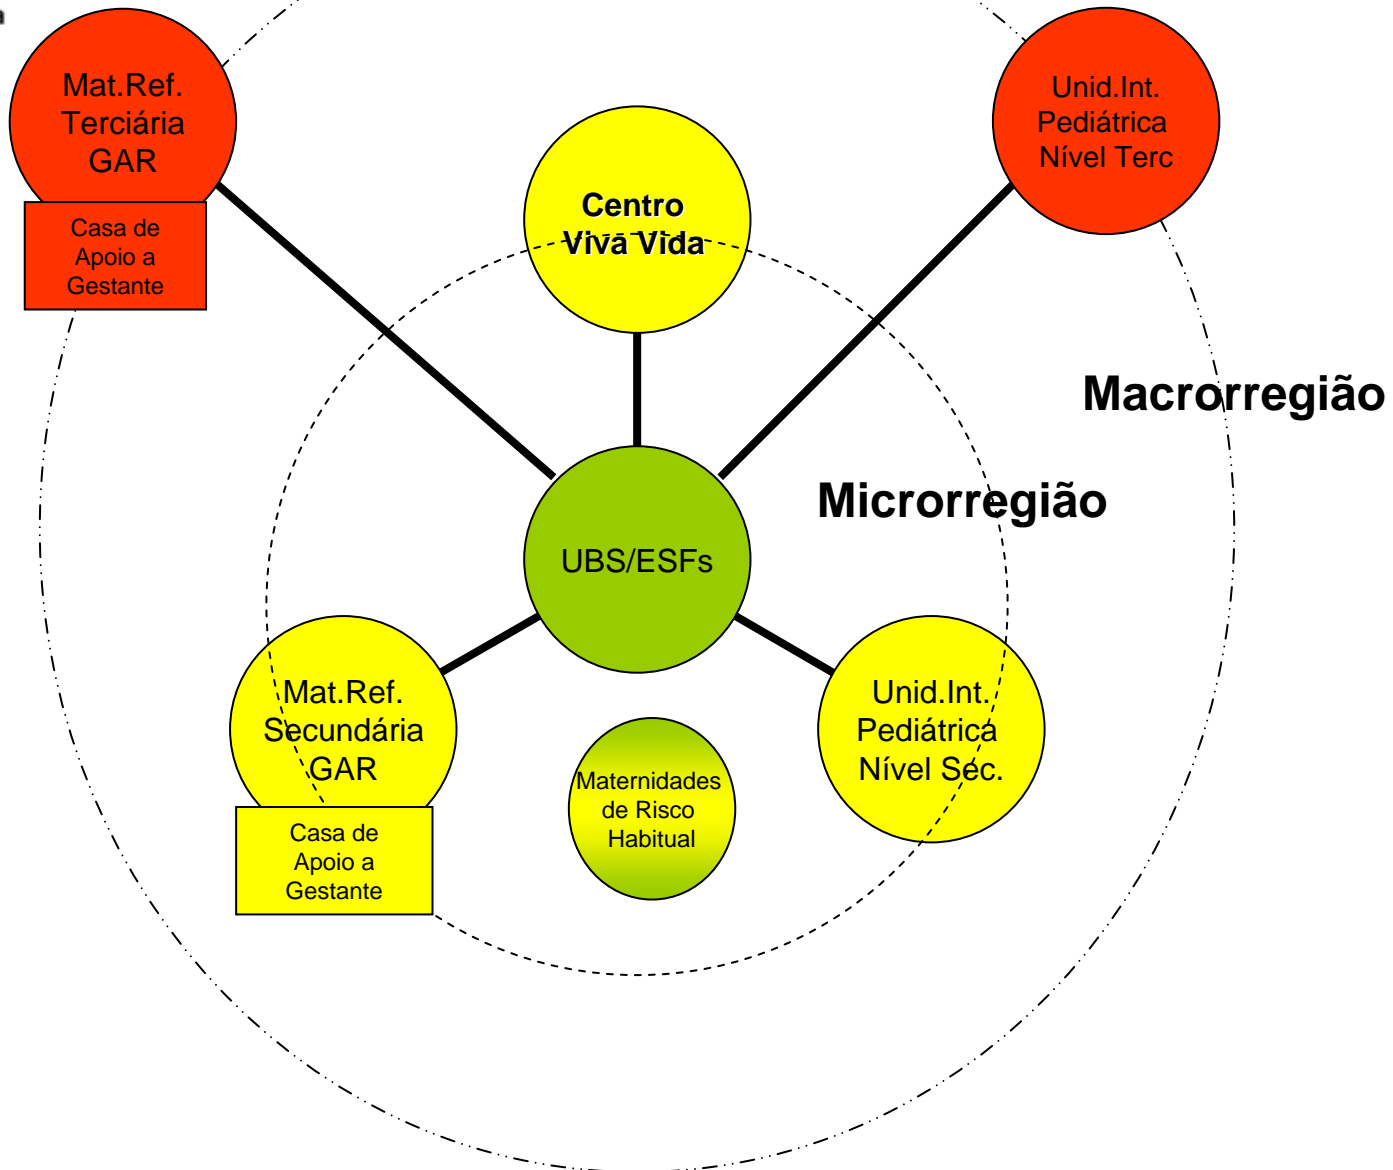 Mat.Ref.
Terciária
GAR
Casa de
Apoio a
Gestante
Centro
Viva Vida
Unid.Int.
Pediátrica
Nível Terc
Macrorregião
Microrregião
UBS/ESFs
Mat.Ref.
Secundária
GAR
Casa de
Apoio a
Gestante
Maternidades
de Risco
Habitual
Unid.Int.
Pediátrica
Nível Sec.